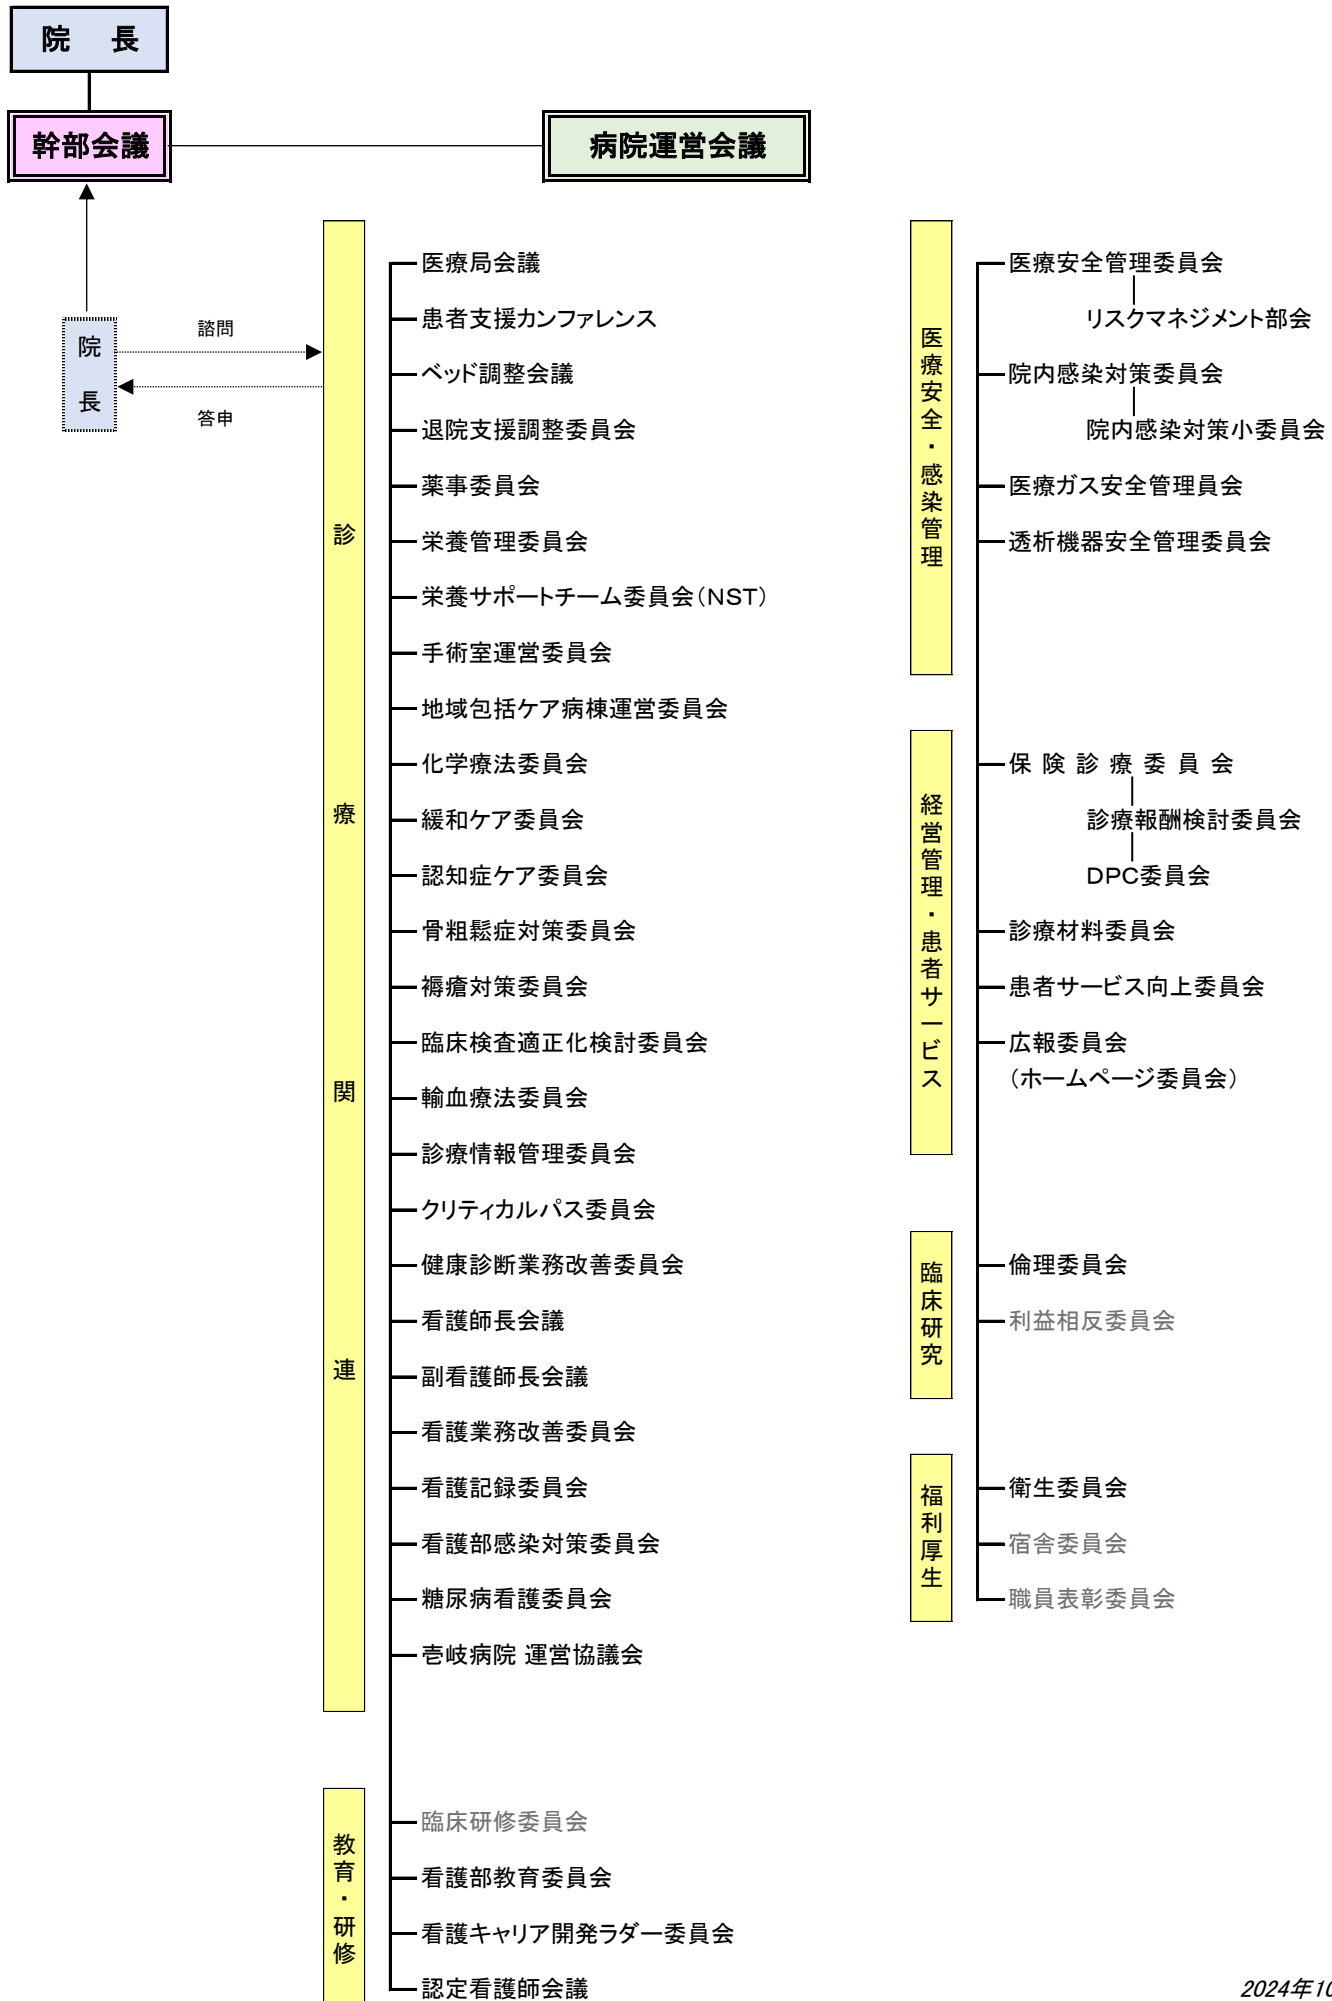 院 長
幹部会議
病院運営会議
院長
諮問
答申
診療関連
医療局会議
患者支援カンファレンス
ベッド調整会議
退院支援調整委員会
薬事委員会
栄養管理委員会
栄養サポートチーム委員会(NST)
手術室運営委員会
地域包括ケア病棟運営委員会
化学療法委員会
緩和ケア委員会
認知症ケア委員会
骨粗鬆症対策委員会
褥瘡対策委員会
臨床検査適正化検討委員会
輸血療法委員会
診療情報管理委員会
クリティカルパス委員会
健康診断業務改善委員会
看護師長会議
副看護師長会議
看護業務改善委員会
看護記録委員会
看護部感染対策委員会
糖尿病看護委員会
壱岐病院 運営協議会
教育・研修
臨床研修委員会
看護部教育委員会
看護キャリア開発ラダー委員会
認定看護師会議
医療安全・感染管理
医療安全管理委員会
リスクマネジメント部会
院内感染対策委員会
院内感染対策小委員会
医療ガス安全管理員会
透析機器安全管理委員会
経営管理・患者サービス
保 険 診 療 委 員 会
診療報酬検討委員会
DPC委員会
診療材料委員会
患者サービス向上委員会
広報委員会
(ホームページ委員会)
臨床研究
倫理委員会
利益相反委員会
福利厚生
衛生委員会
宿舎委員会
職員表彰委員会
2024年10